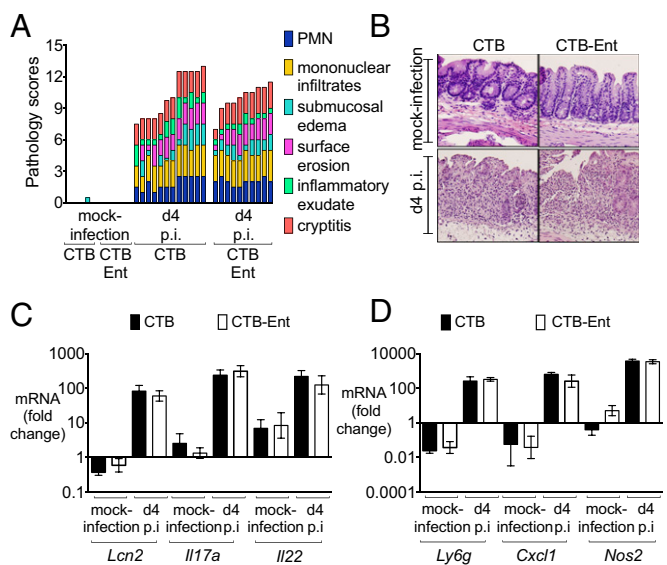 A
Pathology scores
15
12
9
6
3
0
mock-
infection
d4
p.i.
d4
p.i.
CTB
CTB
Ent
CTB
CTB
Ent
PMN
mononuclear
infiltrates
submucosal
edema
surface
erosion
inflammatory
exudate
cryptitis
B
CTB
CTB-Ent
mock-infection
d4 p.i.
C
CTB
CTB-Ent
mRNA
(fold
change)
1000
100
10
1
0.1
mock-
infection
d4
p.i
mock-
infection
d4
p.i
mock-
infection
d4
p.i
Lcn2
Il17a
Il22
D
CTB
CTB-Ent
mRNA
(fold
change)
10000
100
1
0.01
0.0001
mock-
infection
d4
p.i
mock-
infection
d4
p.i
mock-
infection
d4
p.i
Ly6g
Cxcl1
Nos2